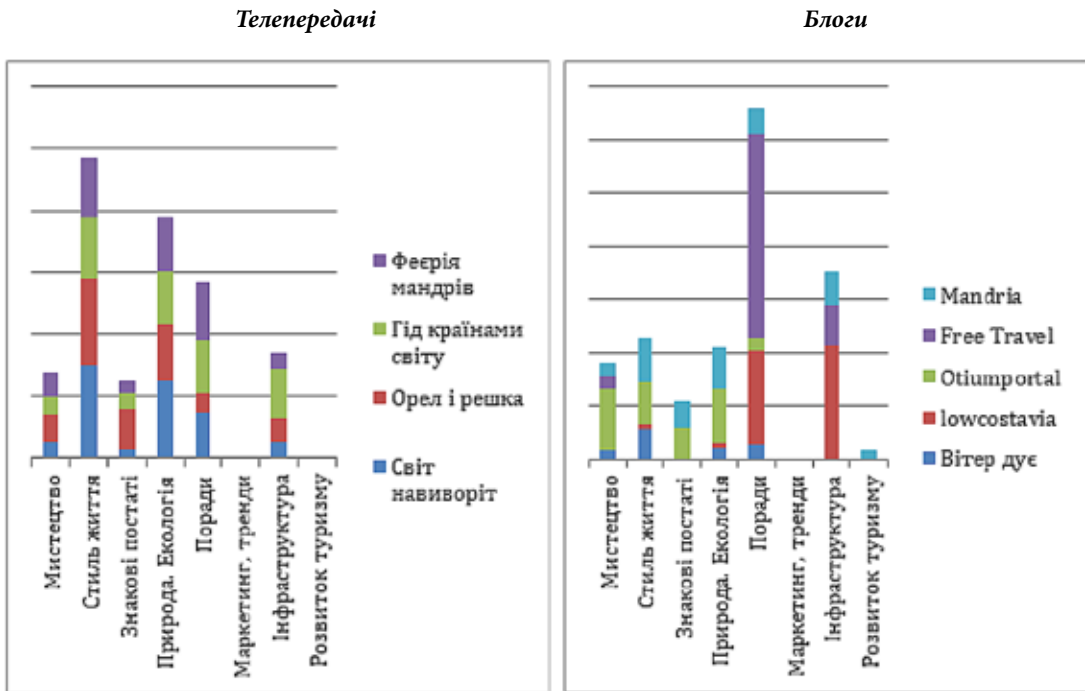 Телепередачі
Феєрія
мандрів
Гід країнами
світу
Орел і решка
Світ
навиворіт
Мистецтво
Стиль життя
Знакові постаті
Природа. Екологія
Поради
Маркетинг, тренди
Інфраструктура
Розвиток туризму
Блоги
Mandria
Free Travel
Otiumportal
lowcostavia
Вітер дує
Мистецтво
Стиль життя
Знакові постаті
Природа. Екологія
Поради
Маркетинг, тренди
Інфраструктура
Розвиток туризму